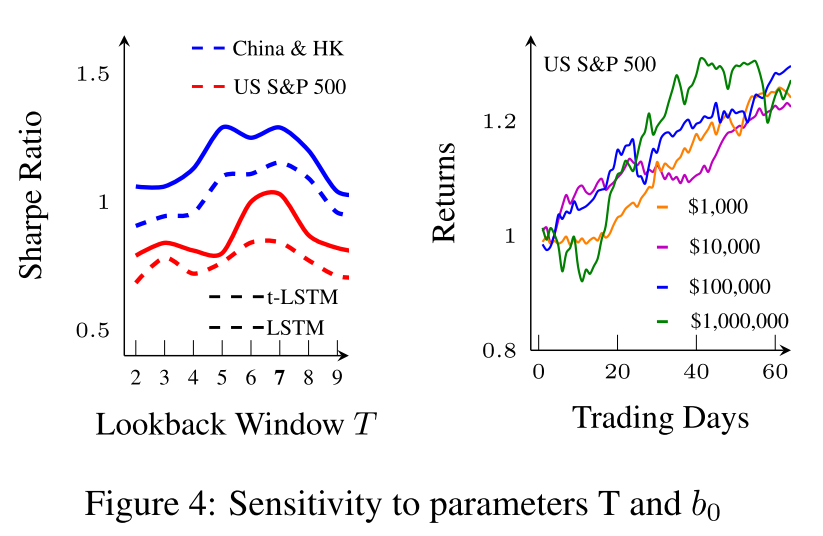 China & HK
US S&P 500
1.5
1
0.5
Sharpe Ratio
t-LSTM
LSTM
2 3 4 5 6 7 8 9
Lookback Window T
US S&P 500
1.2
1
0.8
Returns
$1,000
$10,000
$100,000
$1,000,000
0 20 40 60
Trading Days
Figure 4: Sensitivity to parameters T and b₀